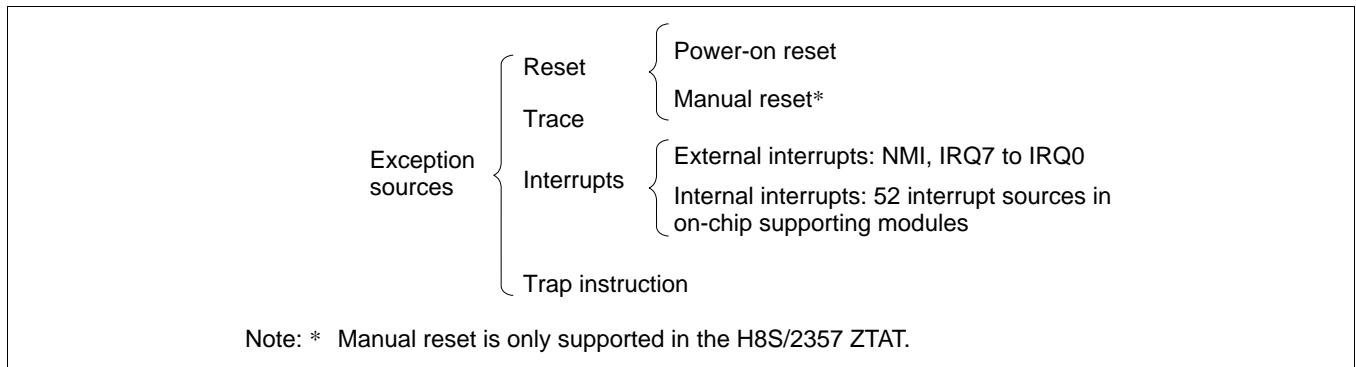 Exception
sources
Reset
Power-on reset
Manual reset*
Trace
Interrupts
External interrupts: NMI, IRQ7 to IRQ0
Internal interrupts: 52 interrupt sources in
on-chip supporting modules
Trap instruction
Note: * Manual reset is only supported in the H8S/2357 ZTAT.